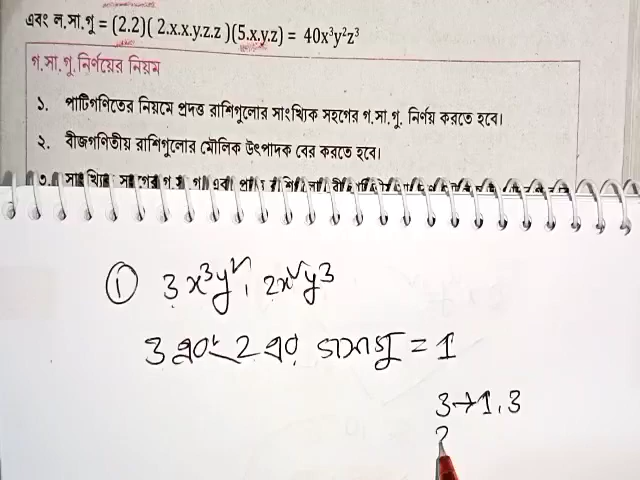 এবং ল.সা.গু = (2.2)( 2.x.x.y.z.z )(5.x.y.z) = 40x³y²z³
গ.সা.গু. নির্ণয়ের নিয়ম
১. পাটিগণিতের নিয়মে প্রদত্ত রাশিগুলোর সাংখ্যিক সহগের গ.সা.গু. নির্ণয় করতে হবে।
২. বীজগণিতীয় রাশিগুলোর মৌলিক উৎপাদক বের করতে হবে।
৩।
① 3x³y², 2x²y³
3 এবং 2 এর গসাগু = 1
3→1, 3
2